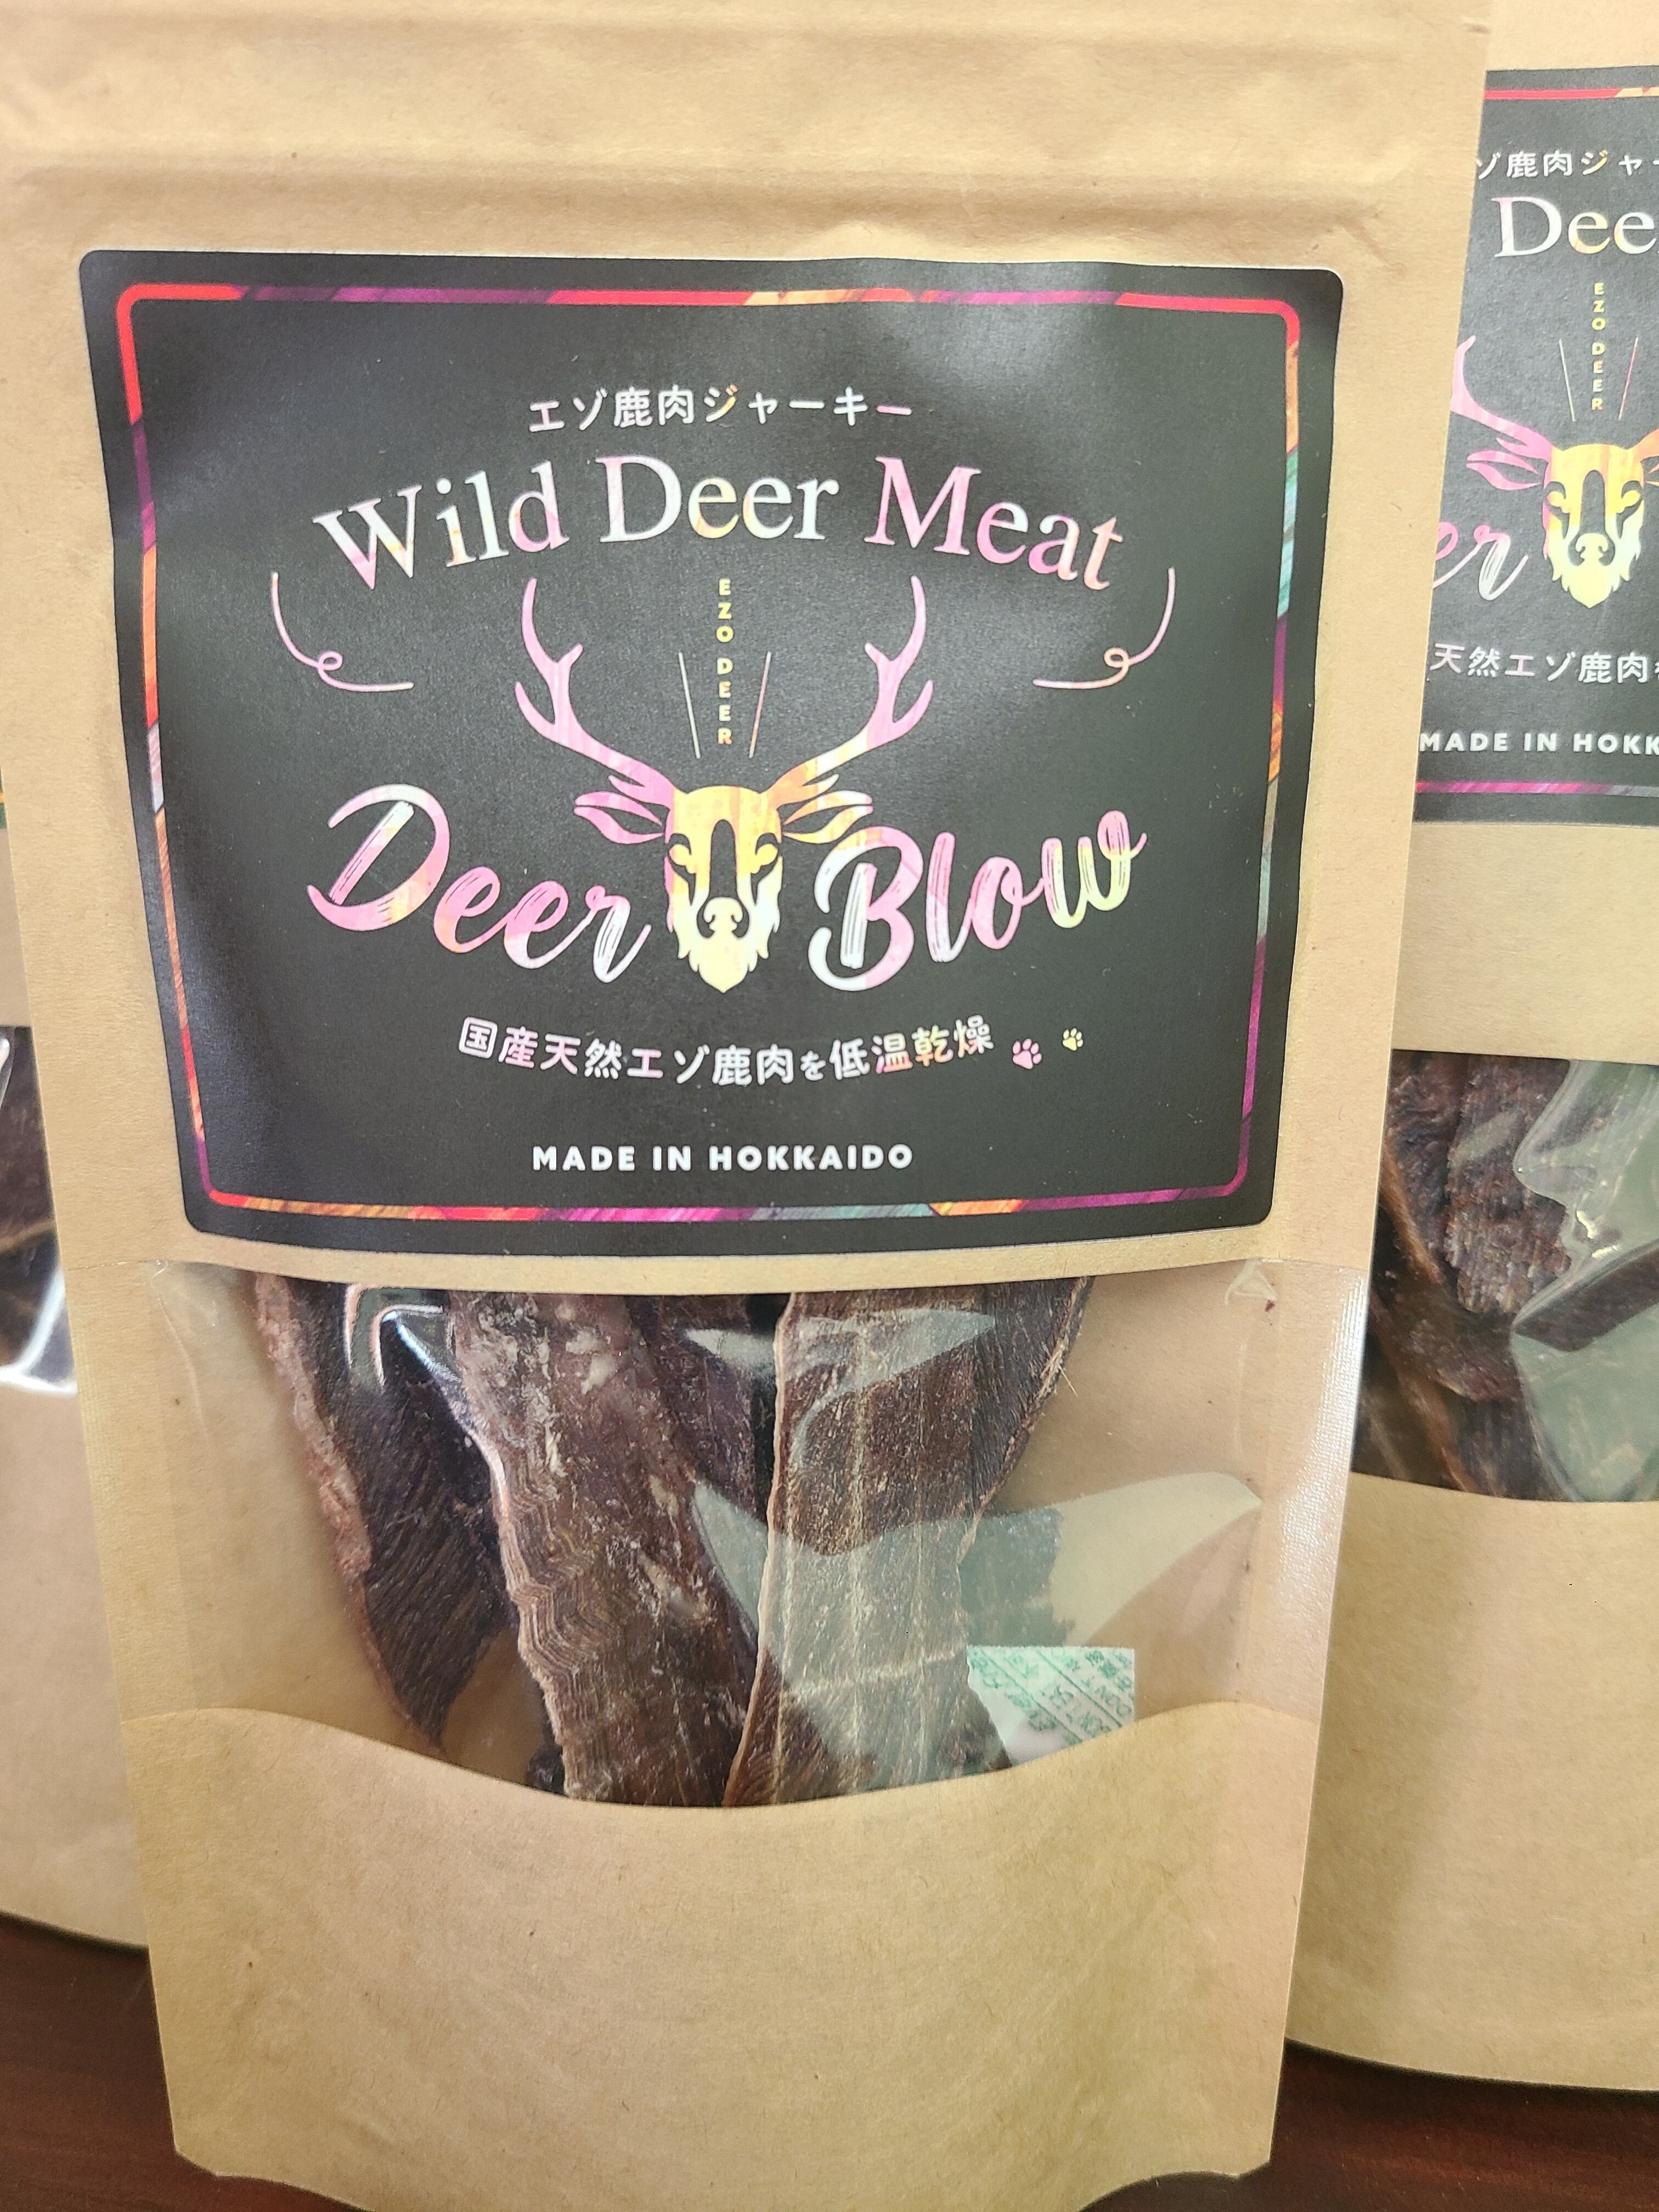 エゾ鹿肉ジャーキー
Wild Deer Meat
EZO DEER
Deer Blow
国産天然エゾ鹿肉を低温乾燥
MADE IN HOKKAIDO
ゾ鹿肉ジャ
Dee
EZO DEER
er
天然エゾ鹿肉
MADE IN HOKK